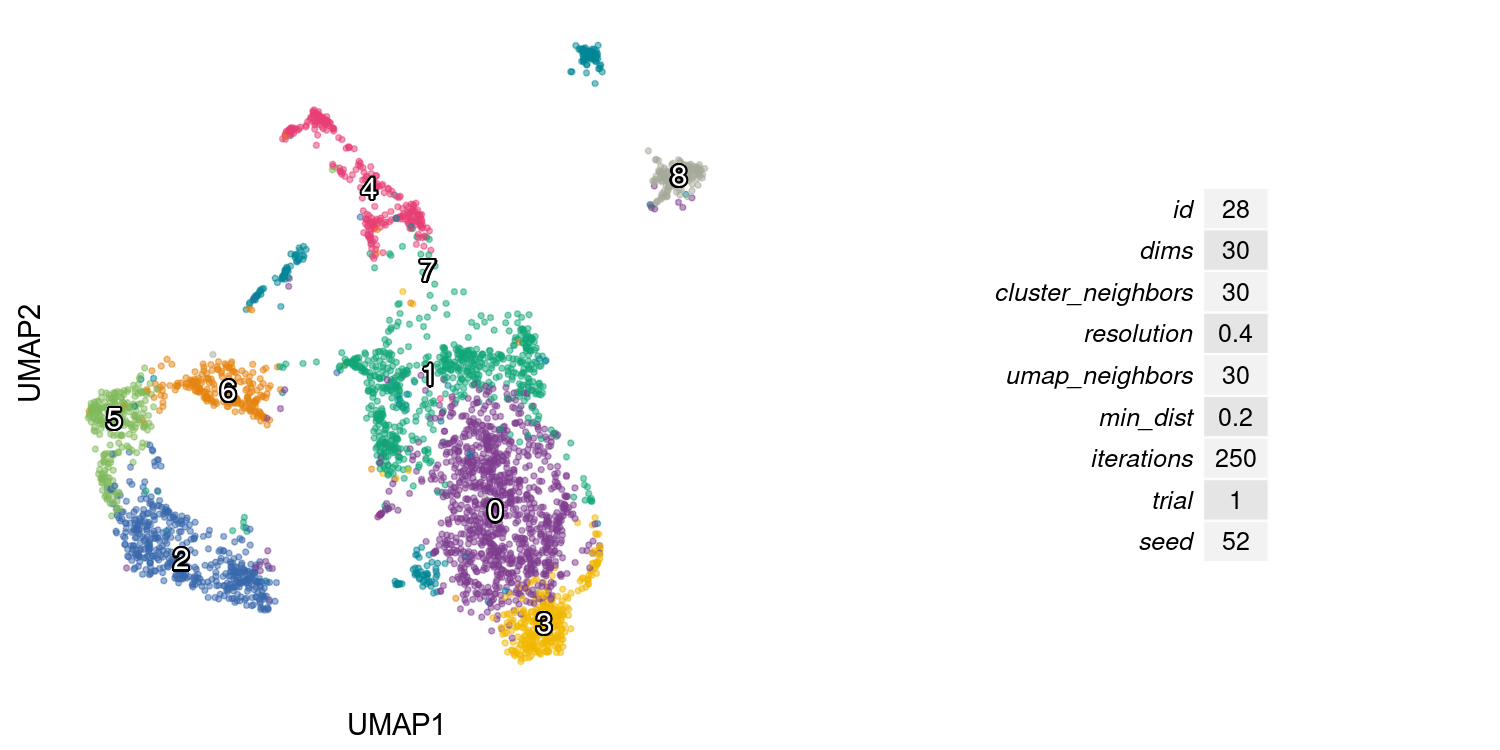 4
8
7
1
6
5
0
2
3
UMAP1
UMAP2
id 28
dims 30
cluster_neighbors 30
resolution 0.4
umap_neighbors 30
min_dist 0.2
iterations 250
trial 1
seed 52